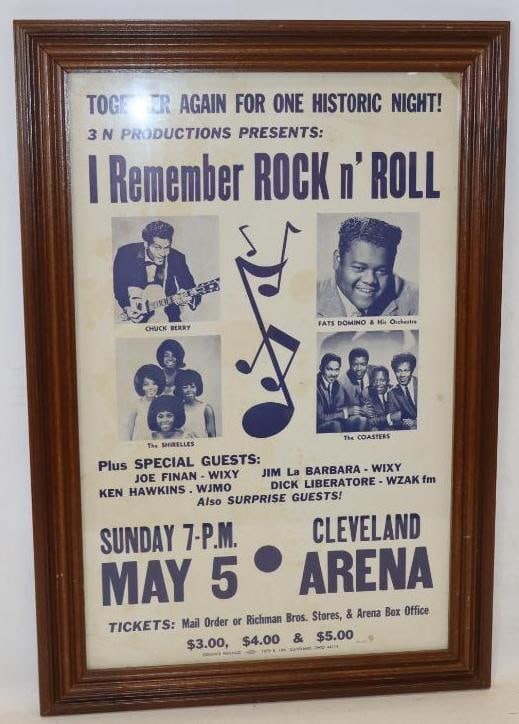 TOGETHER AGAIN FOR ONE HISTORIC NIGHT!
3 N PRODUCTIONS PRESENTS:
I Remember ROCK n' ROLL
CHUCK BERRY
FATS DOMINO & His Orchestra
The SHIRELLES
The COASTERS
Plus SPECIAL GUESTS:
JOE FINAN - WIXY
JIM La BARBARA - WIXY
KEN HAWKINS . WJMO
DICK LIBERATORE - WZAK fm
Also SURPRISE GUESTS!
SUNDAY 7-P.M.
MAY 5
CLEVELAND
ARENA
TICKETS: Mail Order or Richman Bros. Stores, & Arena Box Office
$3.00, $4.00 & $5.00
CLEVELAND, OHIO